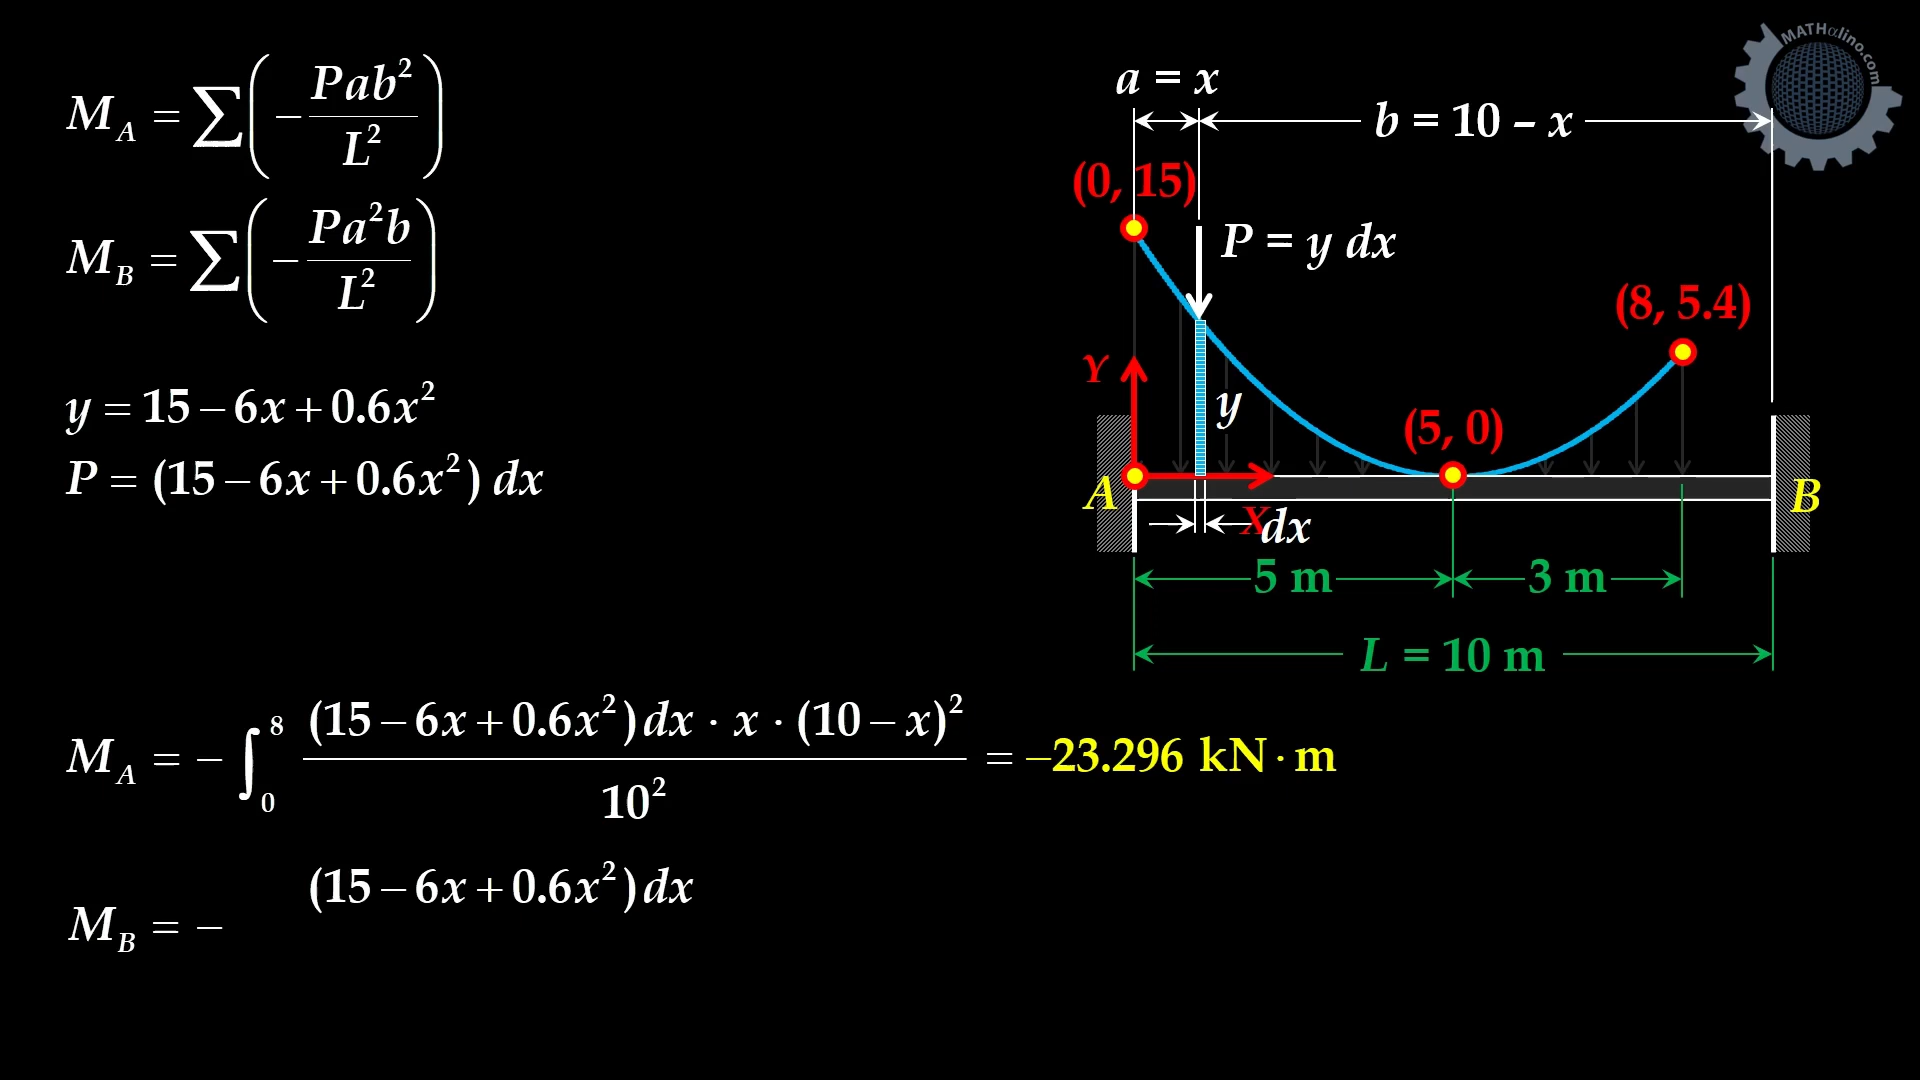 M_A = ∑(−Pab²/L²)
M_B = ∑(−Pa²b/L²)
y = 15 − 6x + 0.6x²
P = (15 − 6x + 0.6x²) dx
M_A = − ∫₀⁸ (15 − 6x + 0.6x²) dx · x · (10 − x)² / 10² = −23.296 kN · m
M_B = − (15 − 6x + 0.6x²) dx
MATHαlino.com
a = x
b = 10 – x
(0, 15)
P = y dx
(8, 5.4)
Y
y
(5, 0)
A
B
X
dx
5 m
3 m
L = 10 m